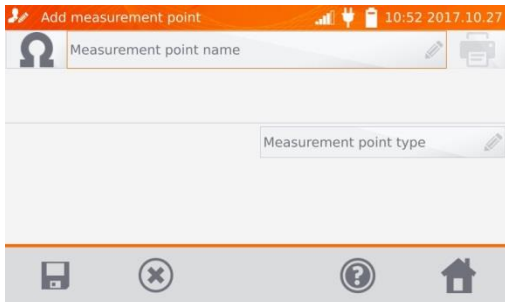 Add measurement point 10:52 2017.10.27
Ω Measurement point name
Measurement point type
?